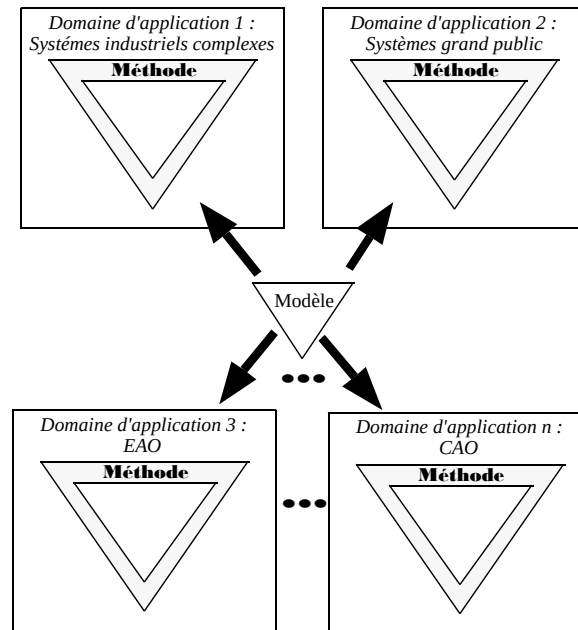 Domaine d'application 1 :
Systémes industriels complexes
Méthode
Domaine d'application 2 :
Systèmes grand public
Méthode
Modèle
Domaine d'application 3 :
EAO
Méthode
Domaine d'application n :
CAO
Méthode